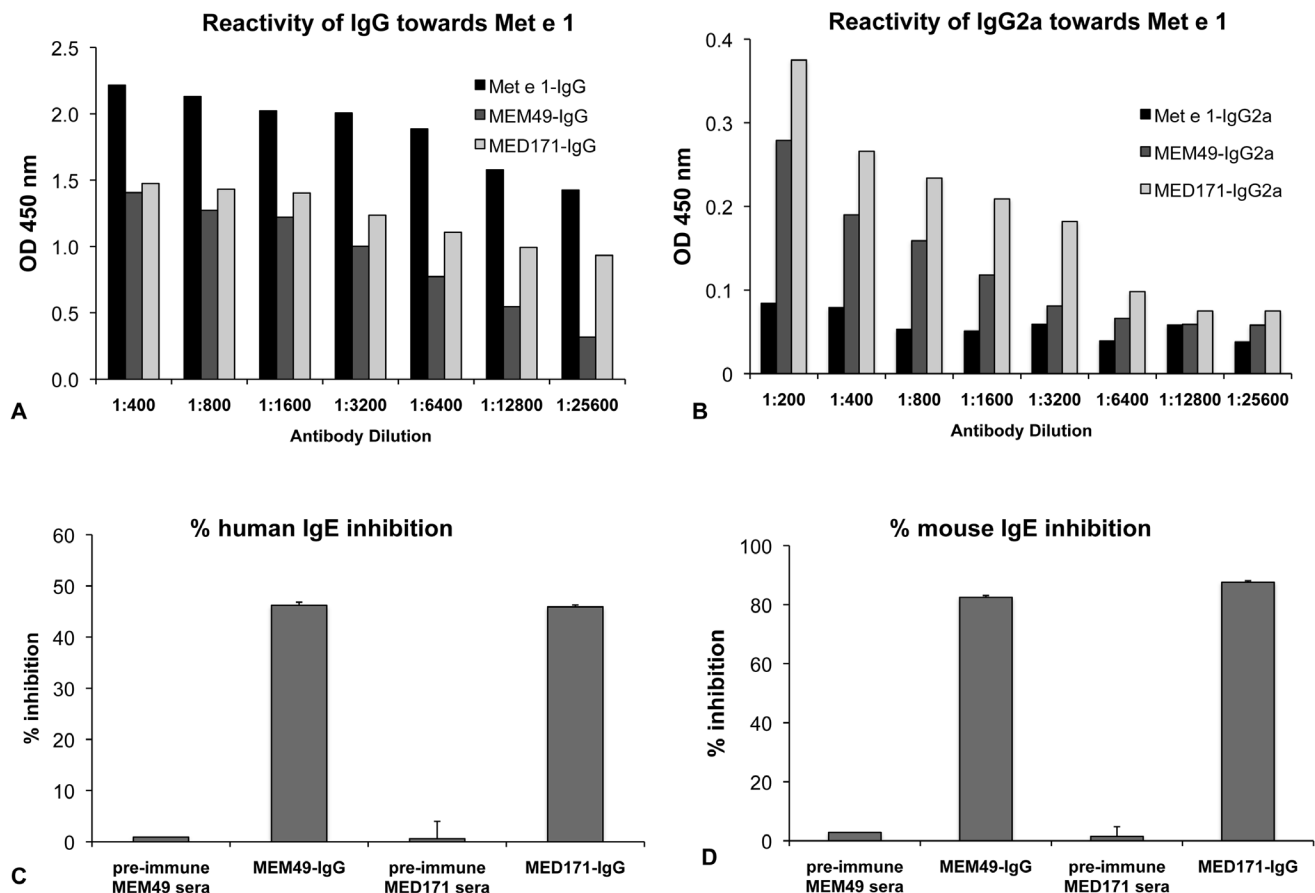 Reactivity of IgG towards Met e 1
2.5
2.0
1.5
1.0
0.5
0.0
OD 450 nm
Met e 1-IgG
MEM49-IgG
MED171-IgG
1:400 1:800 1:1600 1:3200 1:6400 1:12800 1:25600
Antibody Dilution
A
Reactivity of IgG2a towards Met e 1
0.4
0.3
0.2
0.1
0
OD 450 nm
Met e 1-IgG2a
MEM49-IgG2a
MED171-IgG2a
1:200 1:400 1:800 1:1600 1:3200 1:6400 1:12800 1:25600
Antibody Dilution
B
% human IgE inhibition
60
50
40
30
20
10
0
% inhibition
pre-immune
MEM49 sera
MEM49-IgG
pre-immune
MED171 sera
MED171-IgG
C
% mouse IgE inhibition
100
80
60
40
20
0
% inhibition
pre-immune
MEM49 sera
MEM49-IgG
pre-immune
MED171 sera
MED171-IgG
D